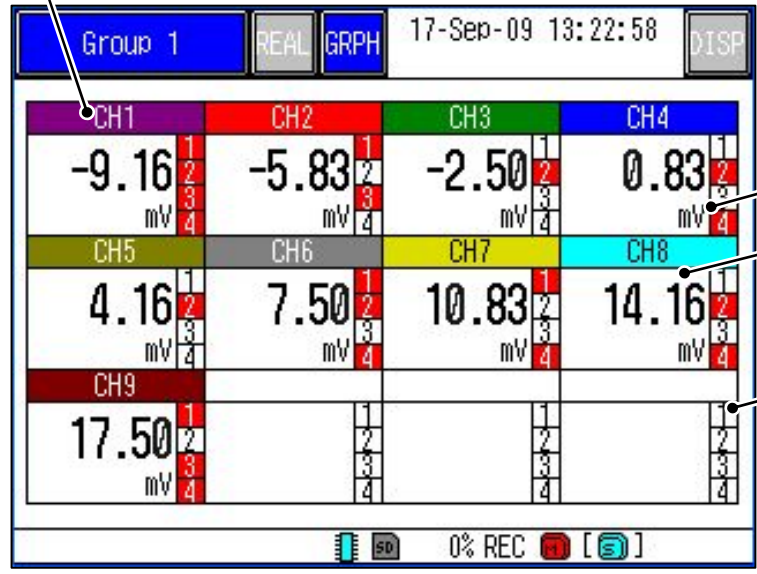 Group 1 REAL GRPH 17-Sep-09 13:22:58 DISP
CH1 CH2 CH3 CH4
-9.16 mV 1 2 3 4 -5.83 mV 1 2 3 4 -2.50 mV 1 2 3 4 0.83 mV 1 2 3 4
CH5 CH6 CH7 CH8
4.16 mV 1 2 3 4 7.50 mV 1 2 3 4 10.83 mV 1 2 3 4 14.16 mV 1 2 3 4
CH9
17.50 mV 1 2 3 4 1 2 3 4 1 2 3 4 1 2 3 4
SD 0% REC M [S]